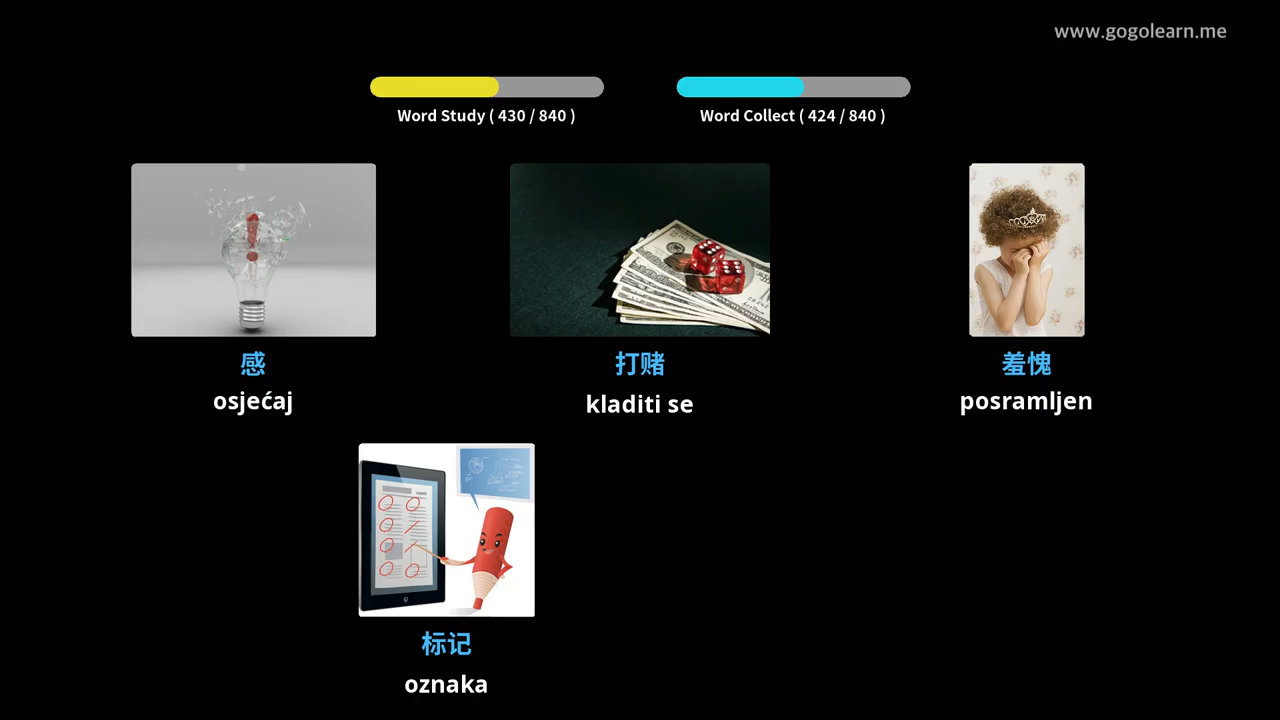 www.gogolearn.me
Word Study ( 430 / 840 )
Word Collect ( 424 / 840 )
感
osjećaj
打赌
kladiti se
羞愧
posramljen
标记
oznaka